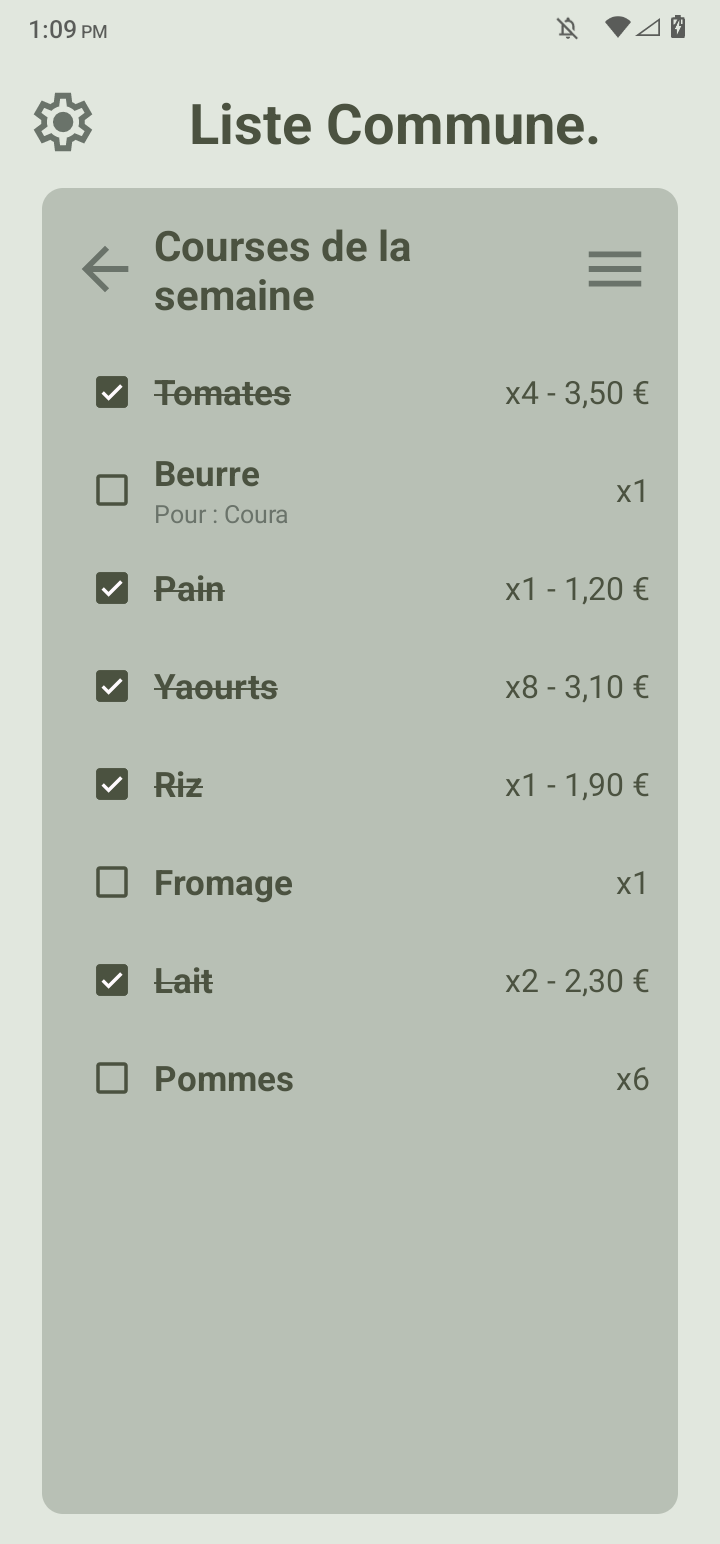 1:09 PM
Liste Commune.
Courses de la
semaine
Tomates x4 - 3,50 €
Beurre x1
Pour : Coura
Pain x1 - 1,20 €
Yaourts x8 - 3,10 €
Riz x1 - 1,90 €
Fromage x1
Lait x2 - 2,30 €
Pommes x6